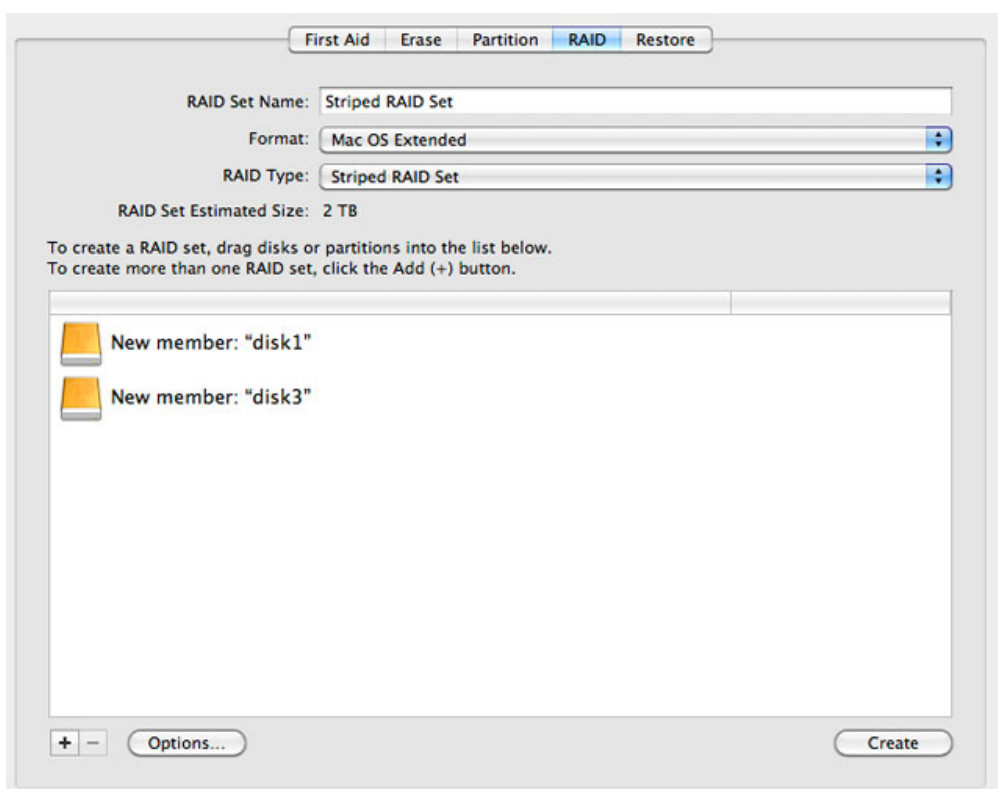 First Aid Erase Partition RAID Restore
RAID Set Name: Striped RAID Set
Format: Mac OS Extended
RAID Type: Striped RAID Set
RAID Set Estimated Size: 2 TB
To create a RAID set, drag disks or partitions into the list below.
To create more than one RAID set, click the Add (+) button.
New member: “disk1”
New member: “disk3”
+ − Options... Create